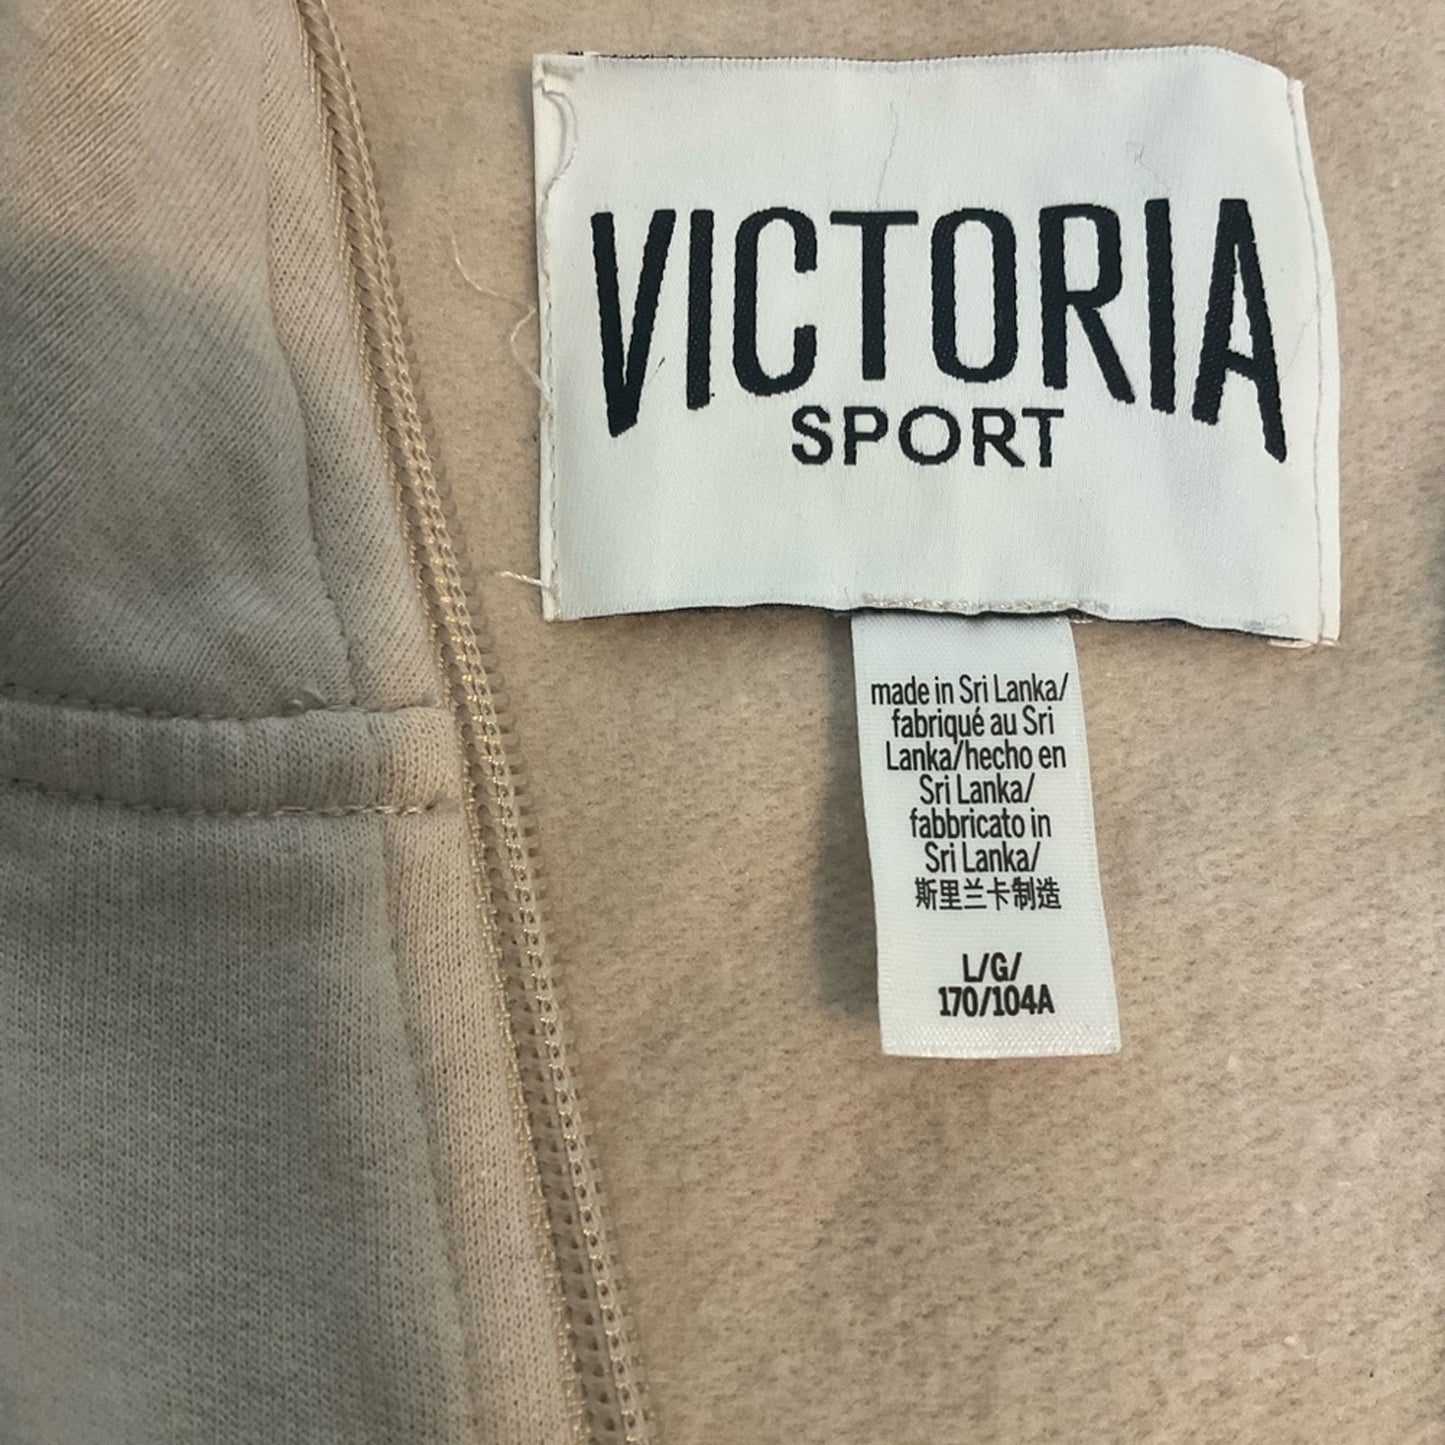 VICTORIA
SPORT
made in Sri Lanka/
fabriqué au Sri
Lanka/hecho en
Sri Lanka/
fabbricato in
Sri Lanka/
斯里兰卡制造
L/G/
170/104A